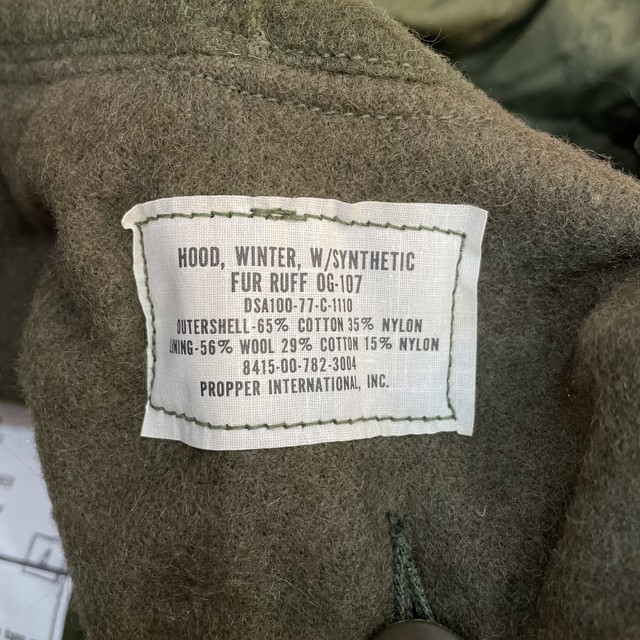 HOOD, WINTER, W/SYNTHETIC
FUR RUFF OG-107
DSA100-77-C-1110
OUTERSHELL-65% COTTON 35% NYLON
LINING-56% WOOL 29% COTTON 15% NYLON
8415-00-782-3004
PROPPER INTERNATIONAL, INC.